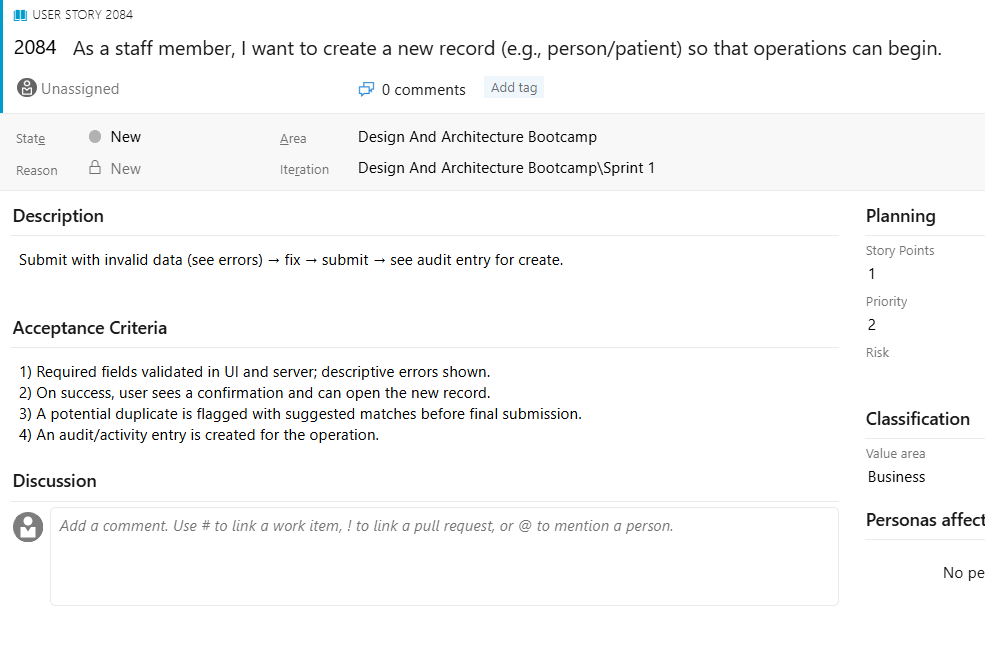 USER STORY 2084
2084 As a staff member, I want to create a new record (e.g., person/patient) so that operations can begin.
Unassigned
0 comments
Add tag
State
New
Area
Design And Architecture Bootcamp
Reason
New
Iteration
Design And Architecture Bootcamp\Sprint 1
Description
Submit with invalid data (see errors) → fix → submit → see audit entry for create.
Acceptance Criteria
1) Required fields validated in UI and server; descriptive errors shown.
2) On success, user sees a confirmation and can open the new record.
3) A potential duplicate is flagged with suggested matches before final submission.
4) An audit/activity entry is created for the operation.
Discussion
Add a comment. Use # to link a work item, ! to link a pull request, or @ to mention a person.
Planning
Story Points
1
Priority
2
Risk
Classification
Value area
Business
Personas affect
No pe